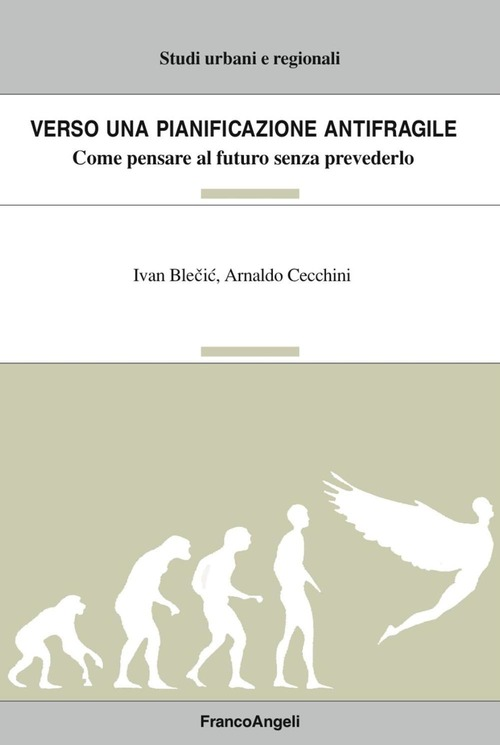 Studi urbani e regionali
VERSO UNA PIANIFICAZIONE ANTIFRAGILE
Come pensare al futuro senza prevederlo
Ivan Blečić, Arnaldo Cecchini
FrancoAngeli